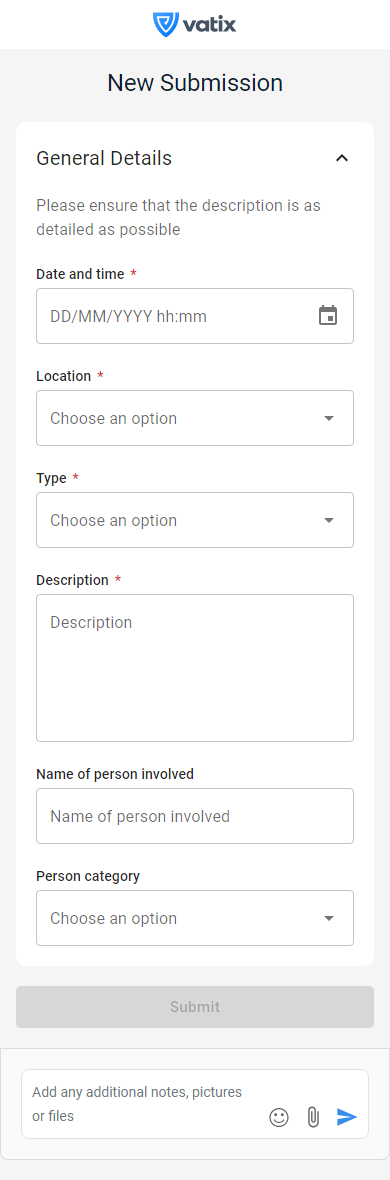 vatix
New Submission
General Details
Please ensure that the description is as
detailed as possible
Date and time *
DD/MM/YYYY hh:mm
Location *
Choose an option
Type *
Choose an option
Description *
Description
Name of person involved
Name of person involved
Person category
Choose an option
Submit
Add any additional notes, pictures
or files